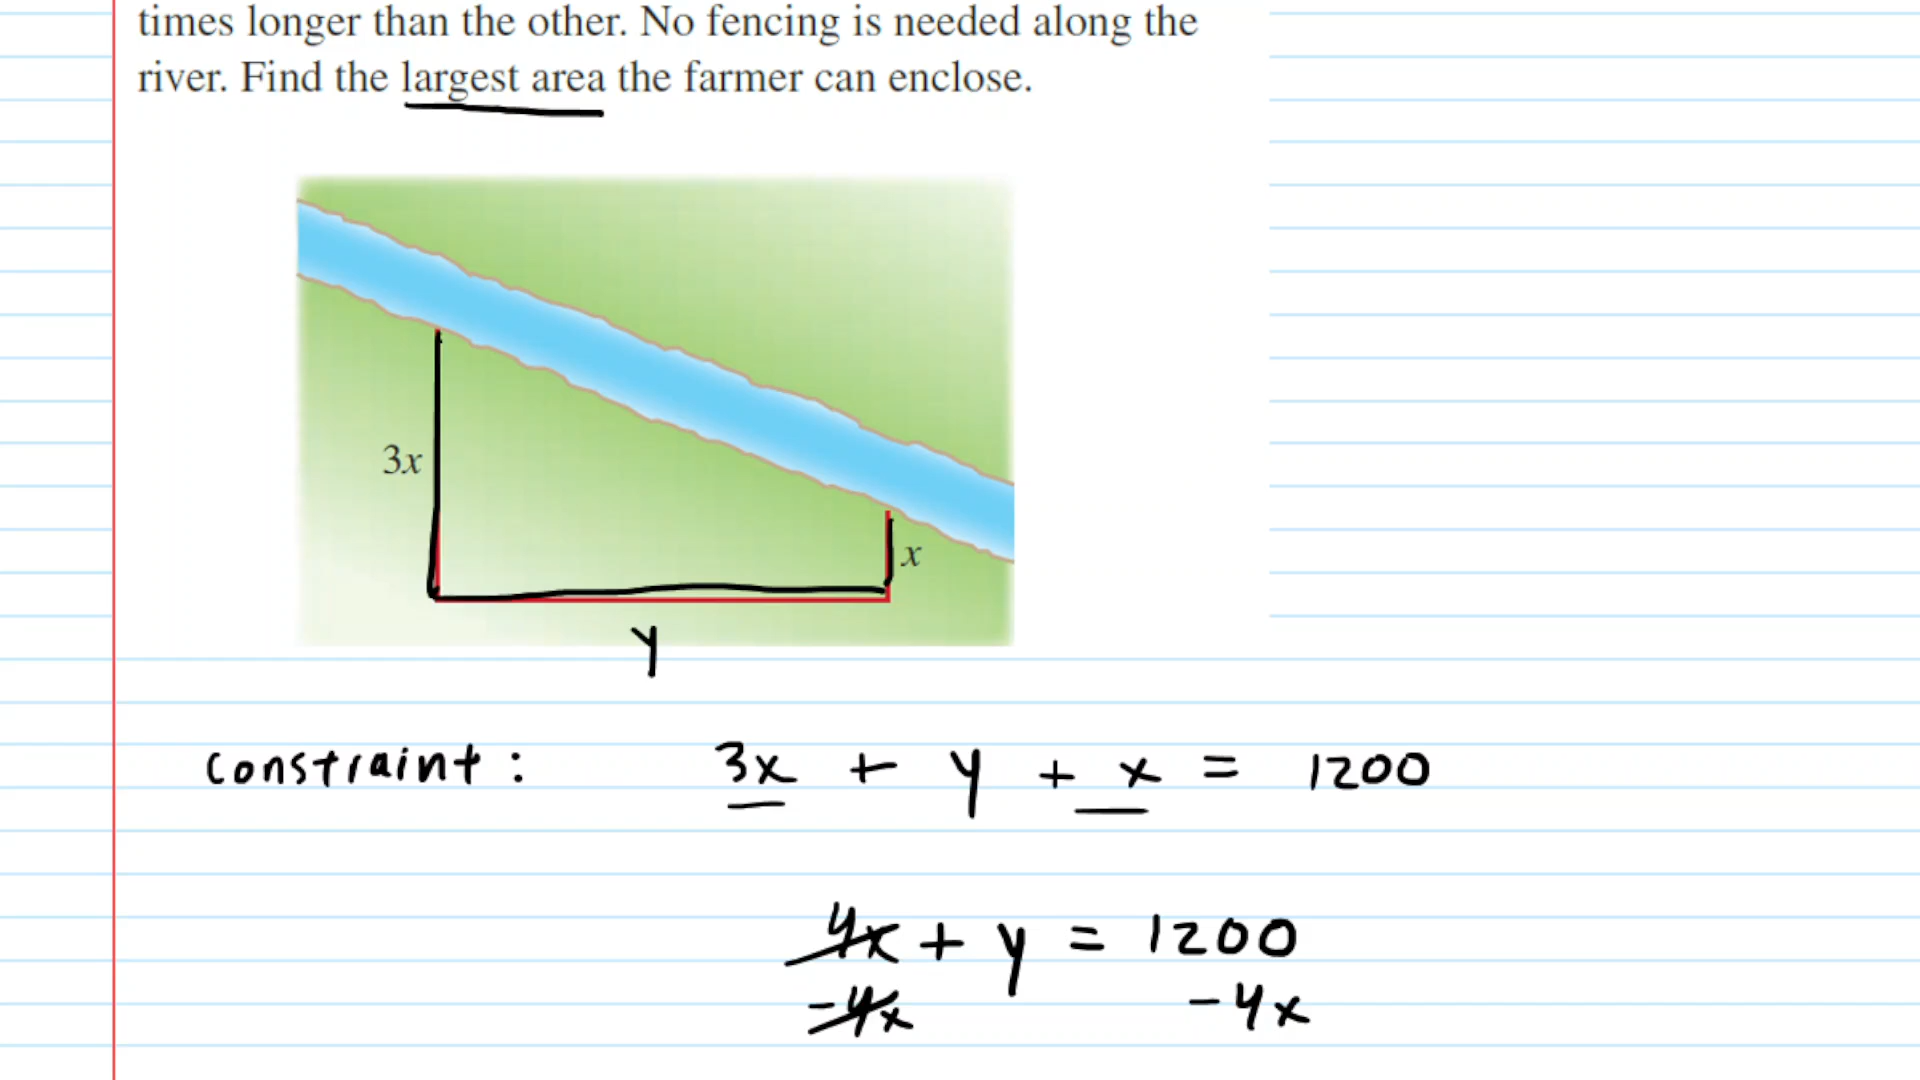 times longer than the other. No fencing is needed along the
river. Find the largest area the farmer can enclose.
3x
x
y
constraint: 3x + y + x = 1200
4x + y = 1200
-4x -4x